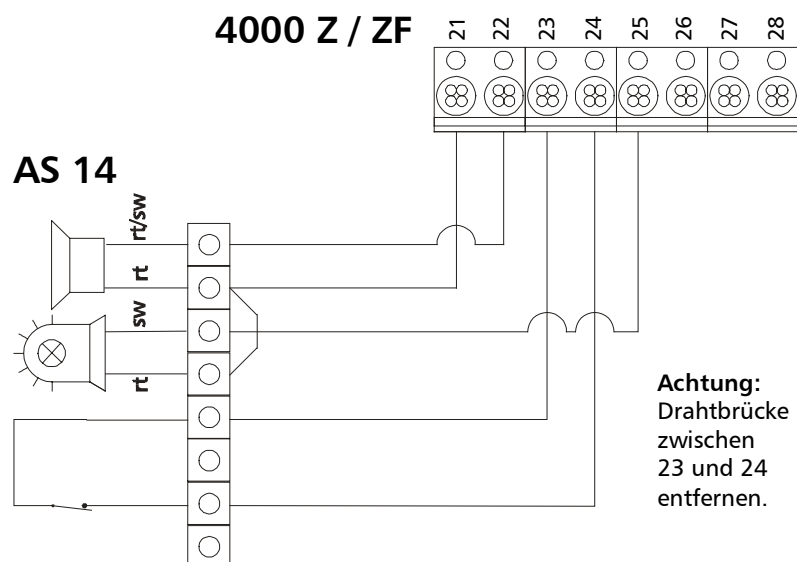 4000 Z / ZF
21 22 23 24 25 26 27 28
AS 14
rt/sw
rt
sw
rt
Achtung:
Drahtbrücke
zwischen
23 und 24
entfernen.